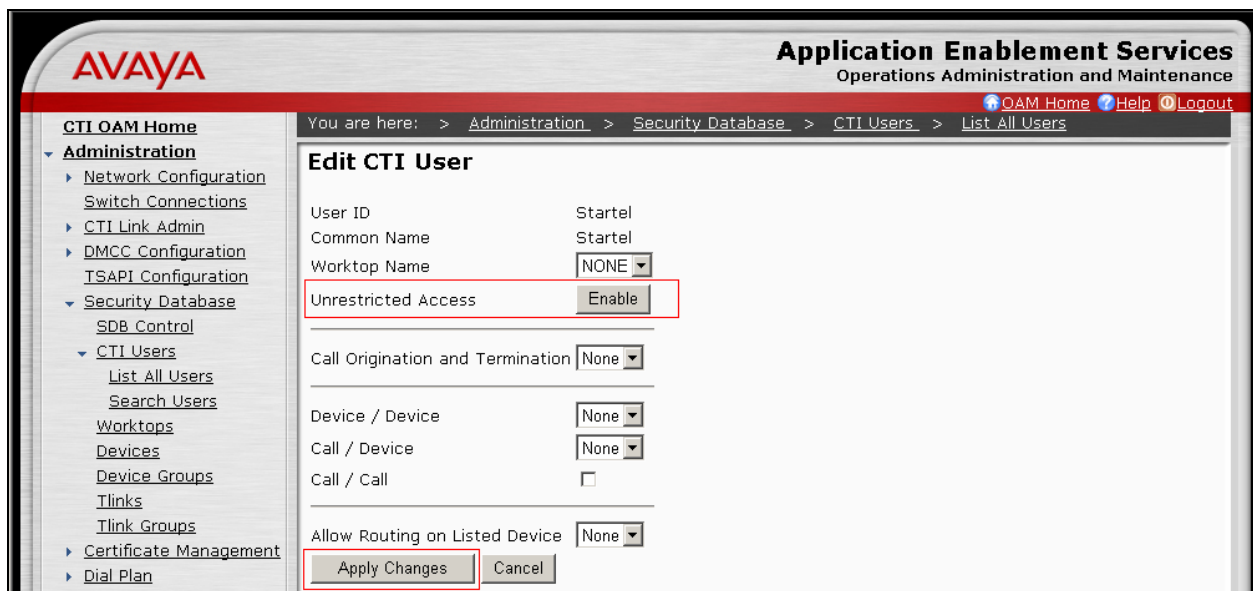 AVAYA
Application Enablement Services
Operations Administration and Maintenance
OAM Home ?Help Logout
CTI OAM Home
Administration
Network Configuration
Switch Connections
CTI Link Admin
DMCC Configuration
TSAPI Configuration
Security Database
SDB Control
CTI Users
List All Users
Search Users
Worktops
Devices
Device Groups
Tlinks
Tlink Groups
Certificate Management
Dial Plan
You are here: > Administration > Security Database > CTI Users > List All Users
Edit CTI User
User ID Startel
Common Name Startel
Worktop Name NONE
Unrestricted Access Enable
Call Origination and Termination None
Device / Device None
Call / Device None
Call / Call
Allow Routing on Listed Device None
Apply Changes Cancel